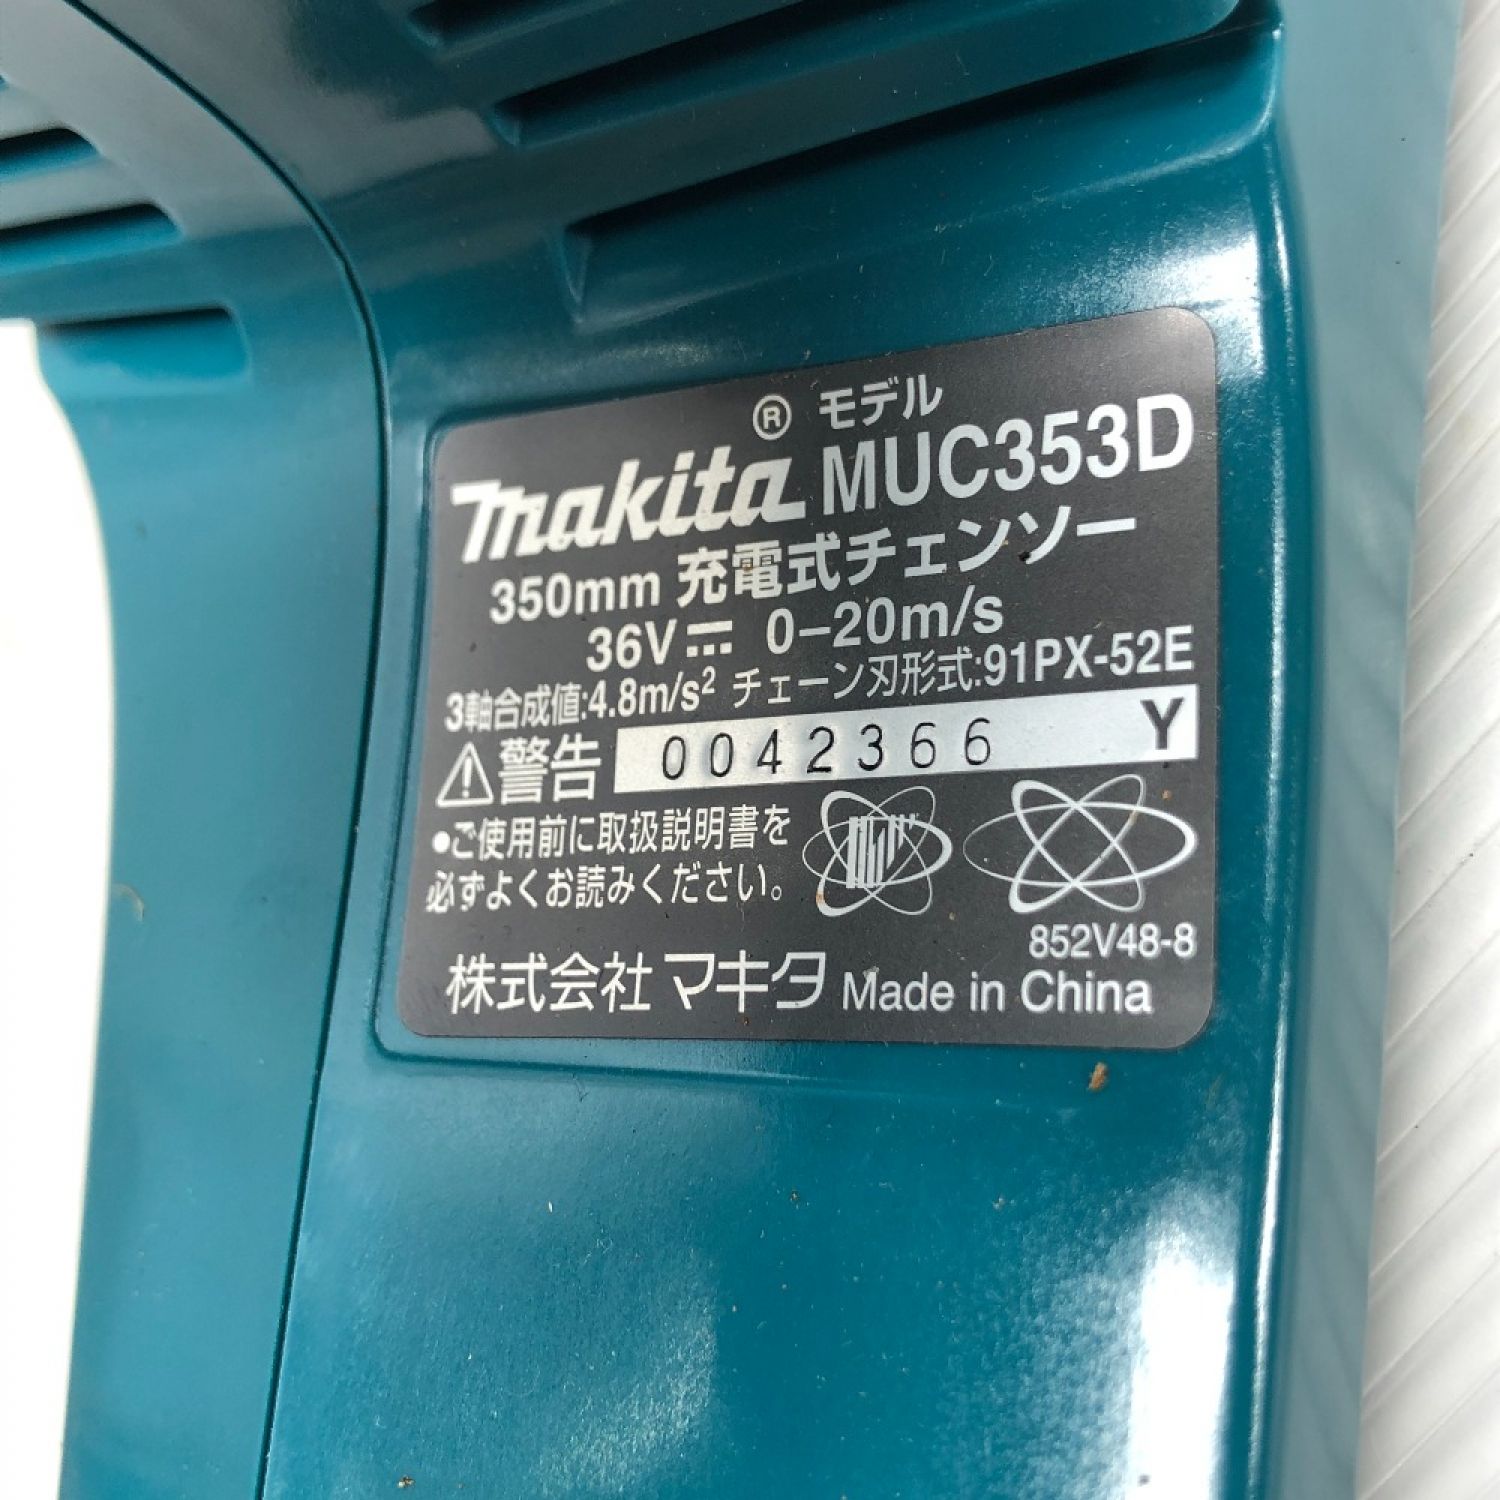 makita® モデル MUC353D
350mm 充電式チェンソー
36V⎓ 0–20m/s
3軸合成値:4.8m/s² チェーン刃形式:91PX-52E
⚠警告 0042366 Y
•ご使用前に取扱説明書を
必ずよくお読みください。
852V48-8
株式会社マキタ Made in China